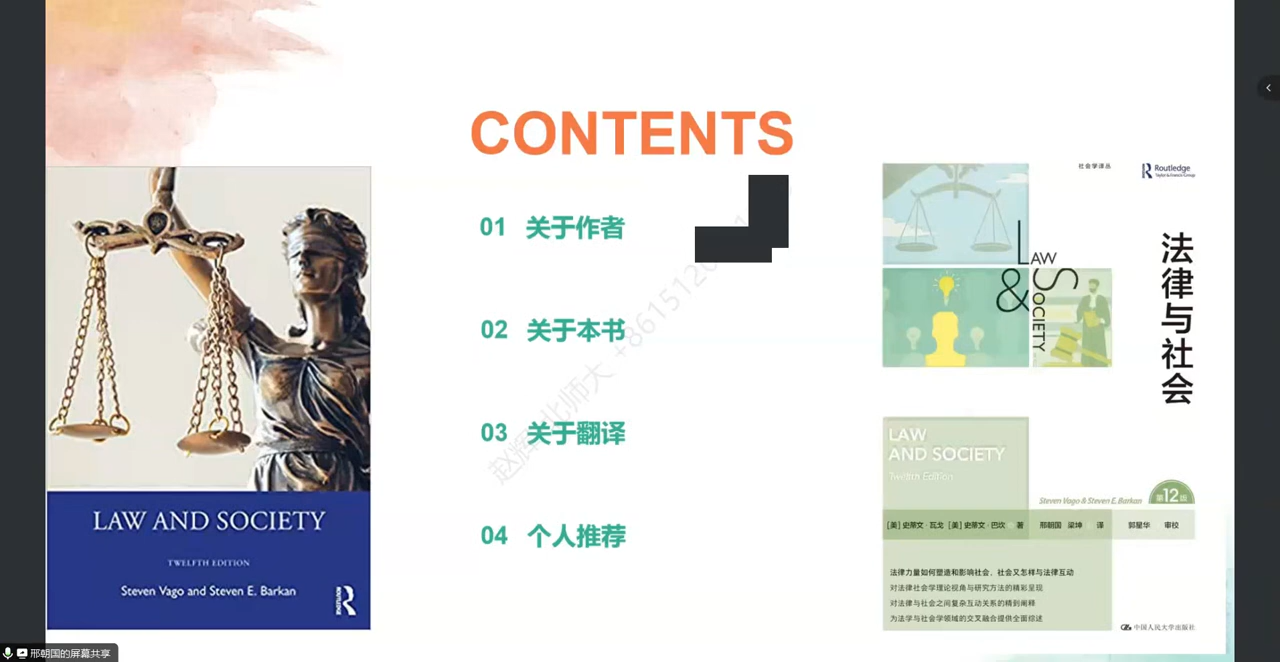 CONTENTS
01 关于作者
02 关于本书
03 关于翻译
04 个人推荐
LAW AND SOCIETY
TWELFTH EDITION
Steven Vago and Steven E. Barkan
ROUTLEDGE
社会学译丛
Routledge
Taylor & Francis Group
法律与社会
LAW
& SOCIETY
LAW
AND SOCIETY
Twelfth Edition
Steven Vago & Steven E. Barkan
第12版
[美] 史蒂文·瓦戈 [美] 史蒂文·巴坎 著 邢朝国 梁坤 译 郭星华 审校
法律力量如何塑造和影响社会、社会又怎样与法律互动
对法律社会学理论视角与研究方法的精彩呈现
对法律与社会之间复杂互动关系的精到阐释
为法学与社会学领域的交叉融合提供全面综述
中国人民大学出版社
邢朝国的屏幕共享